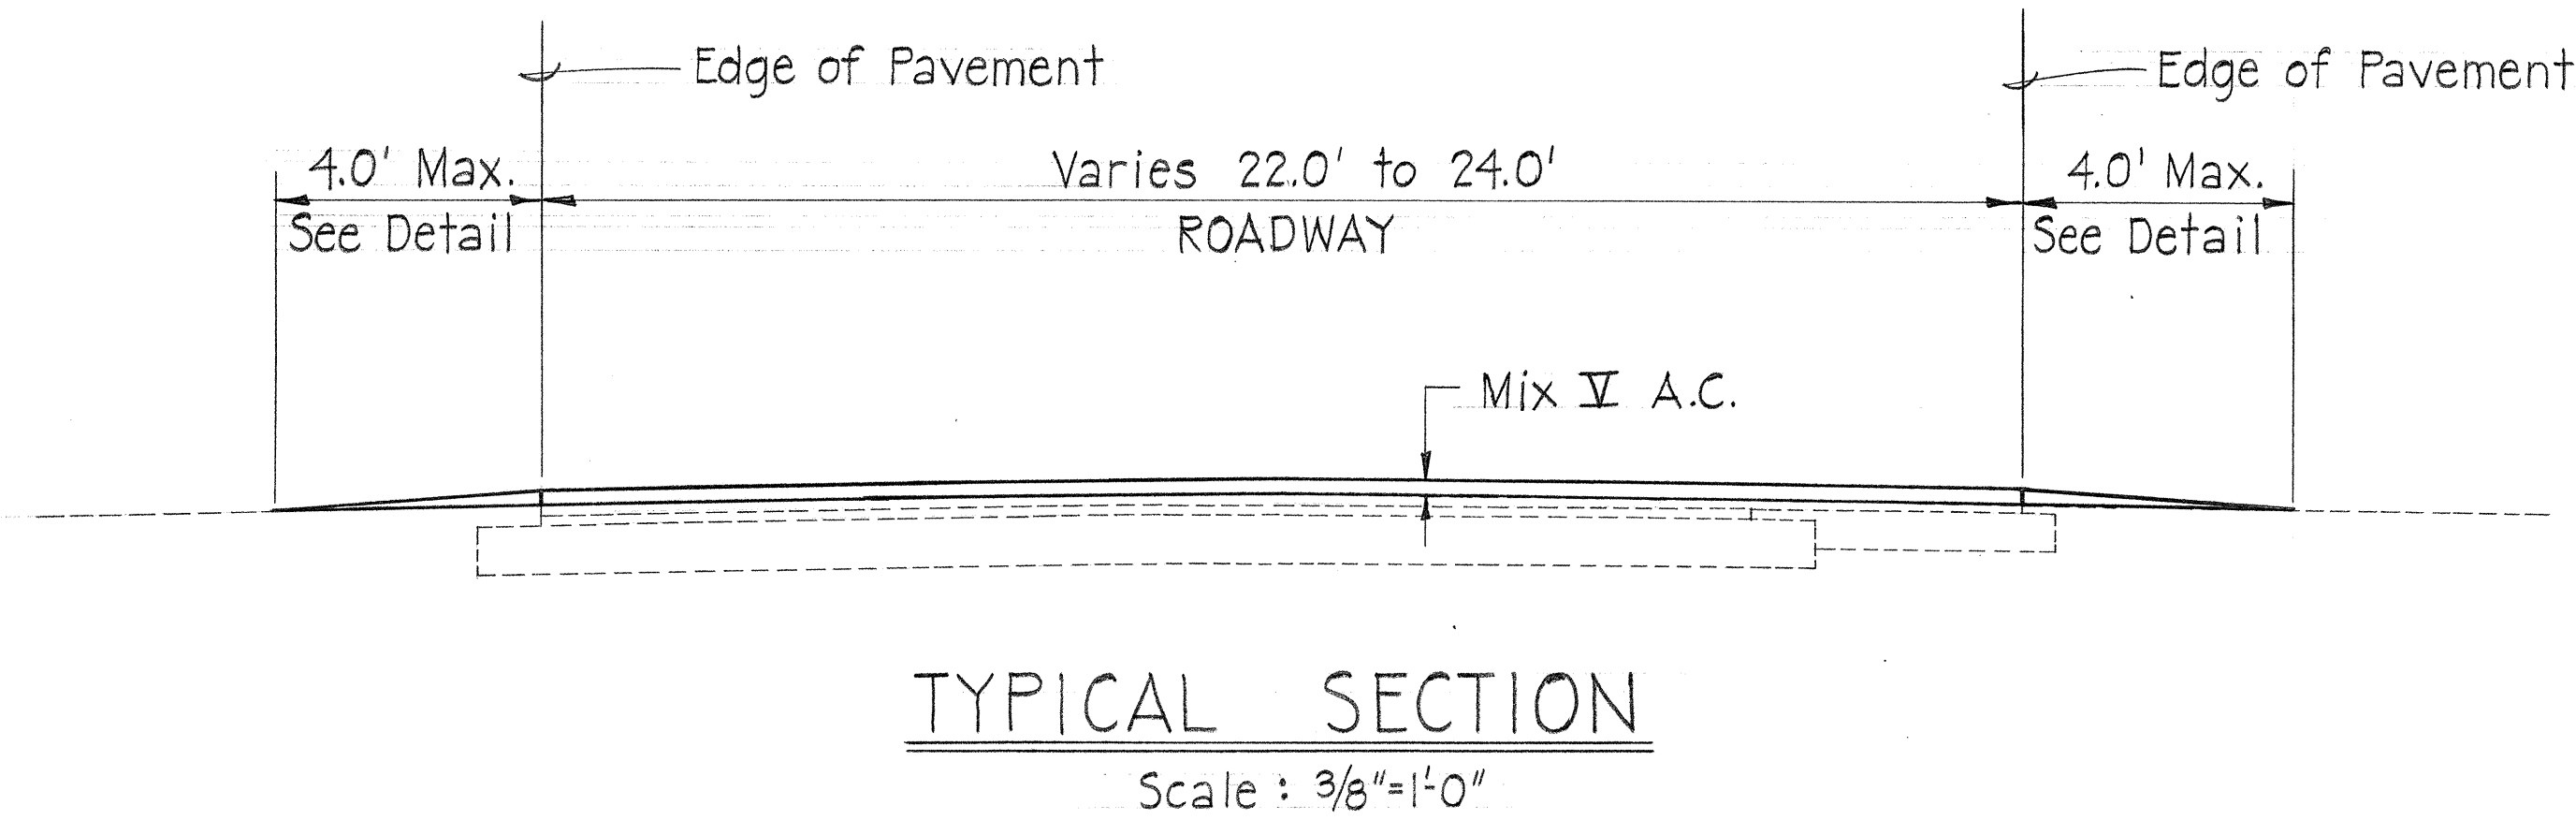 Edge of Pavement
Edge of Pavement
4.0' Max.
Varies 22.0' to 24.0'
4.0' Max.
See Detail
ROADWAY
See Detail
Mix V A.C.
TYPICAL SECTION
Scale : 3/8"=1'-0"